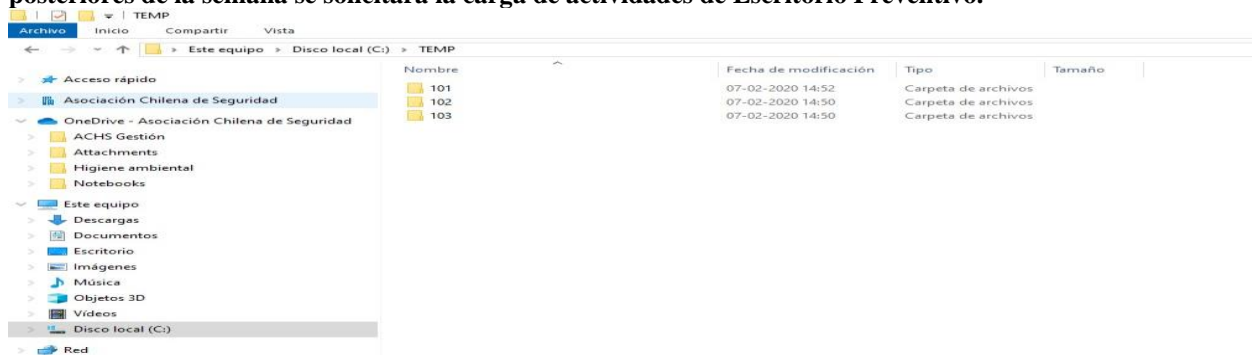 posteriores de la semana se solicitará la carga de actividades de Escritorio Preventivo.
TEMP
Archivo Inicio Compartir Vista
Este equipo > Disco local (C:) > TEMP
Nombre Fecha de modificación Tipo Tamaño
Acceso rápido
Asociación Chilena de Seguridad
OneDrive - Asociación Chilena de Seguridad
ACHS Gestión
Attachments
Higiene ambiental
Notebooks
Este equipo
Descargas
Documentos
Escritorio
Imágenes
Música
Objetos 3D
Vídeos
Disco local (C:)
Red
101 07-02-2020 14:52 Carpeta de archivos
102 07-02-2020 14:50 Carpeta de archivos
103 07-02-2020 14:50 Carpeta de archivos